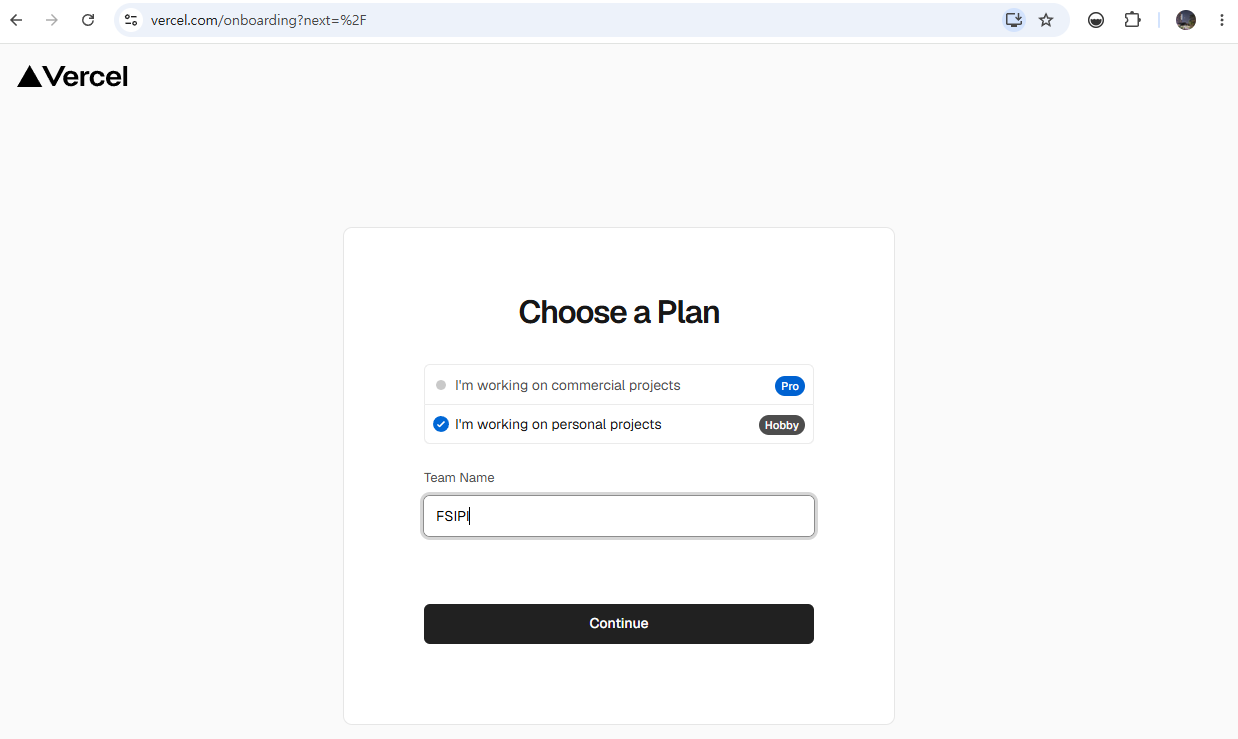 vercel.com/onboarding?next=%2F
Vercel
Choose a Plan
I'm working on commercial projects Pro
I'm working on personal projects Hobby
Team Name
FSIPI
Continue